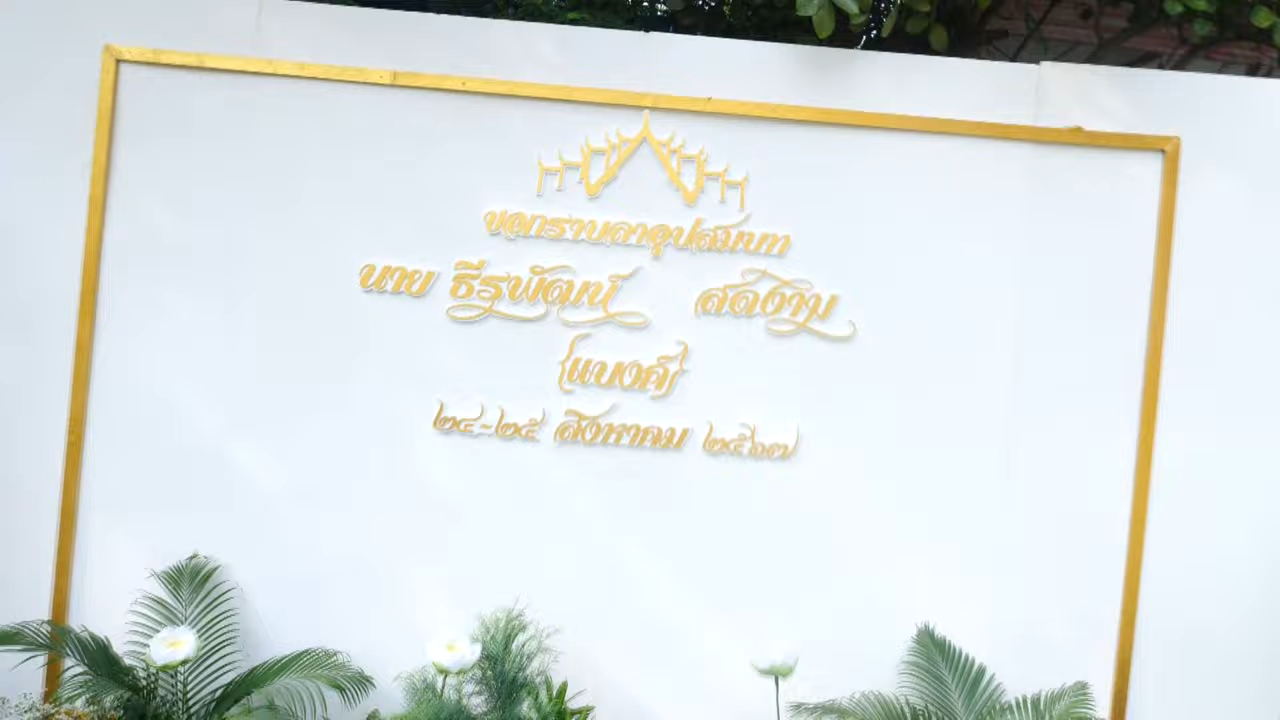 ขอกราบลาอุปสมบท
นาย ธีรพัฒน์ สดงาม
{แบงค์}
๒๔-๒๕ สิงหาคม ๒๕๖๗